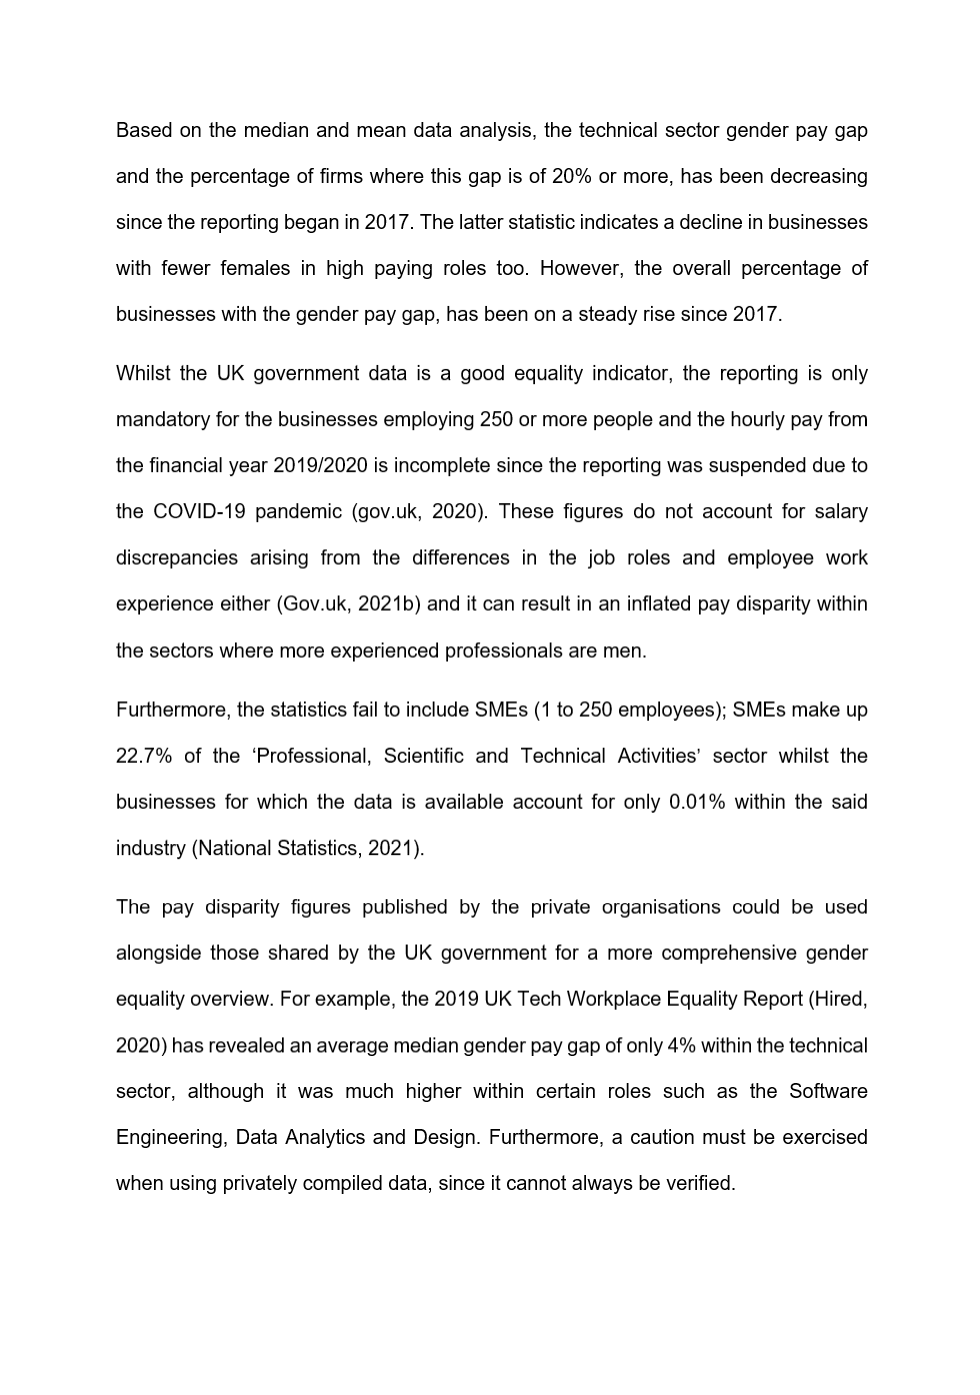 Based on the median and mean data analysis, the technical sector gender pay gap
and the percentage of firms where this gap is of 20% or more, has been decreasing
since the reporting began in 2017. The latter statistic indicates a decline in businesses
with fewer females in high paying roles too. However, the overall percentage of
businesses with the gender pay gap, has been on a steady rise since 2017.
Whilst the UK government data is a good equality indicator, the reporting is only
mandatory for the businesses employing 250 or more people and the hourly pay from
the financial year 2019/2020 is incomplete since the reporting was suspended due to
the COVID-19 pandemic (gov.uk, 2020). These figures do not account for salary
discrepancies arising from the differences in the job roles and employee work
experience either (Gov.uk, 2021b) and it can result in an inflated pay disparity within
the sectors where more experienced professionals are men.
Furthermore, the statistics fail to include SMEs (1 to 250 employees); SMEs make up
22.7% of the ‘Professional, Scientific and Technical Activities’ sector whilst the
businesses for which the data is available account for only 0.01% within the said
industry (National Statistics, 2021).
The pay disparity figures published by the private organisations could be used
alongside those shared by the UK government for a more comprehensive gender
equality overview. For example, the 2019 UK Tech Workplace Equality Report (Hired,
2020) has revealed an average median gender pay gap of only 4% within the technical
sector, although it was much higher within certain roles such as the Software
Engineering, Data Analytics and Design. Furthermore, a caution must be exercised
when using privately compiled data, since it cannot always be verified.